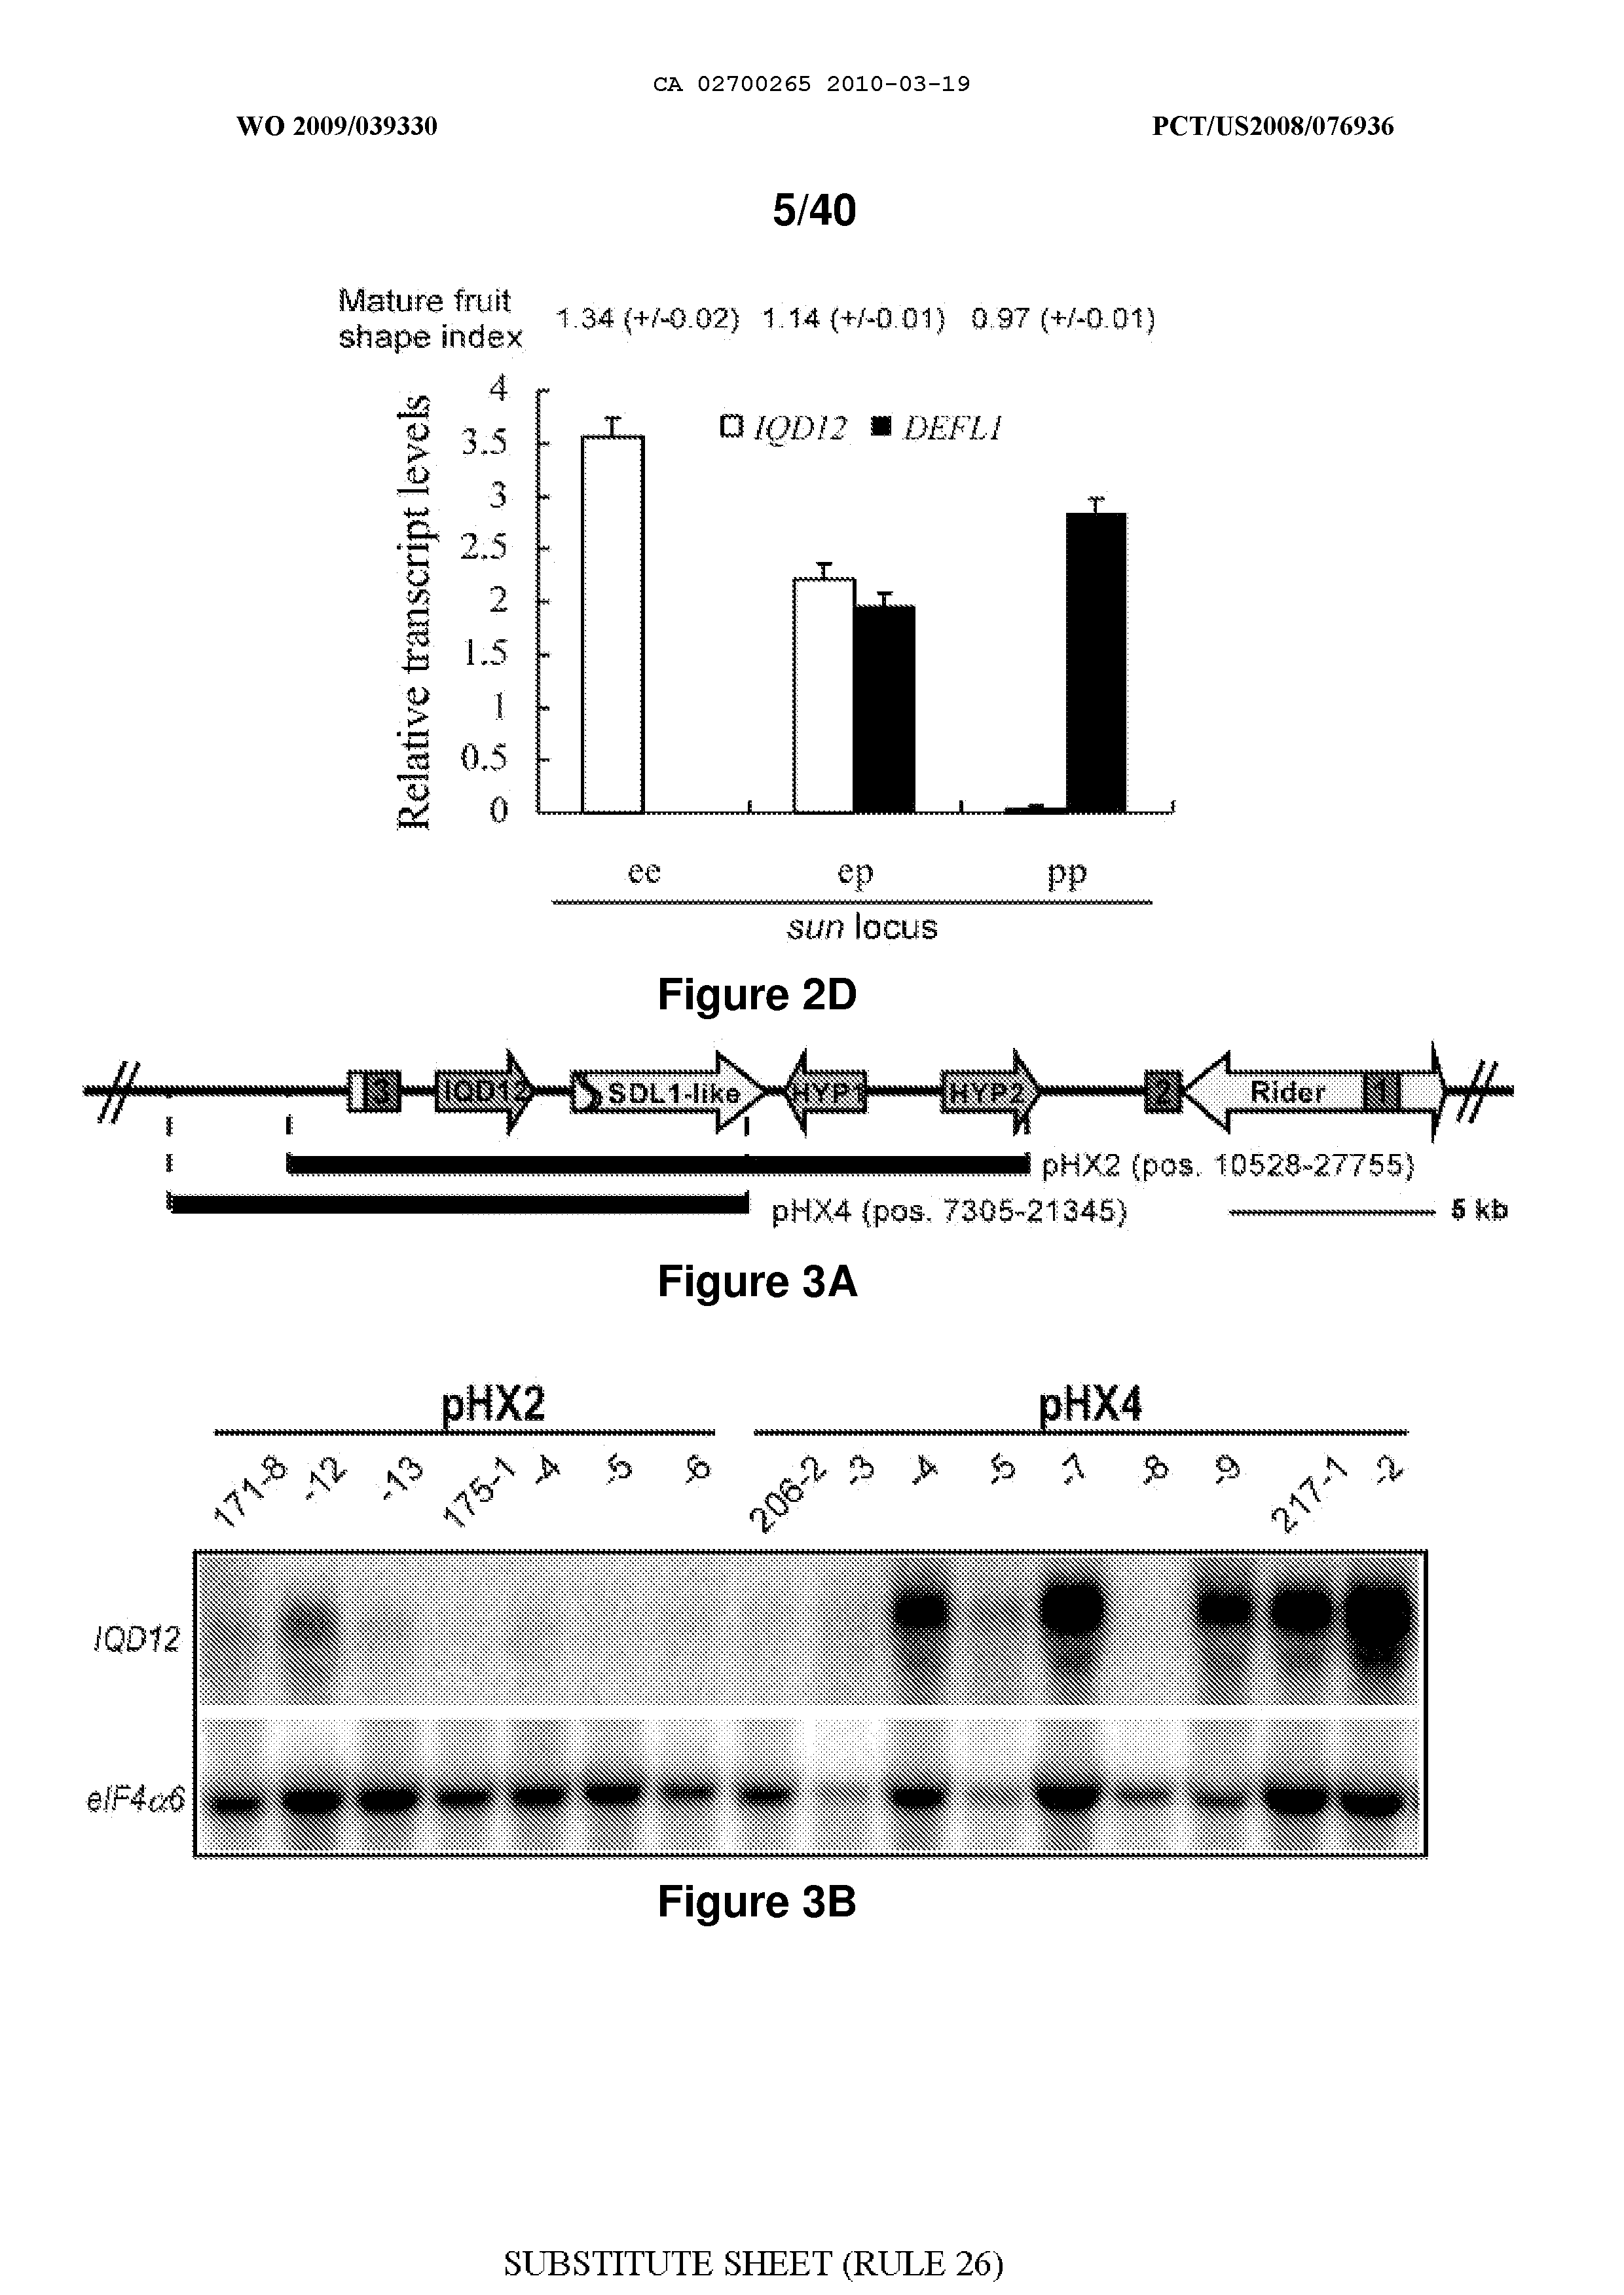 CA 02700265 2010-03-19
WO 2009/039330 PCT/US2008/076936
5/40
Mature fruit
shape index
1.34 (+/-0.02) 1.14 (+/-0.01) 0.97 (+/-0.01)
Relative transcript levels
4
3.5
3
2.5
2
1.5
1
0.5
0
IQD12 DEFL1
ee ep pp
sun locus
Figure 2D
3 IQD12 SDL1-like HYP1 HYP2 2 Rider 1
pHX2 (pos. 10528-27755)
pHX4 (pos. 7305-21345)
5 kb
Figure 3A
pHX2 pHX4
171-8 -12 -13 175-1 -4 -5 -6 206-2 -3 -4 -5 -7 -8 -9 217-1 -2
IQD12
eIF4α6
Figure 3B
SUBSTITUTE SHEET (RULE 26)